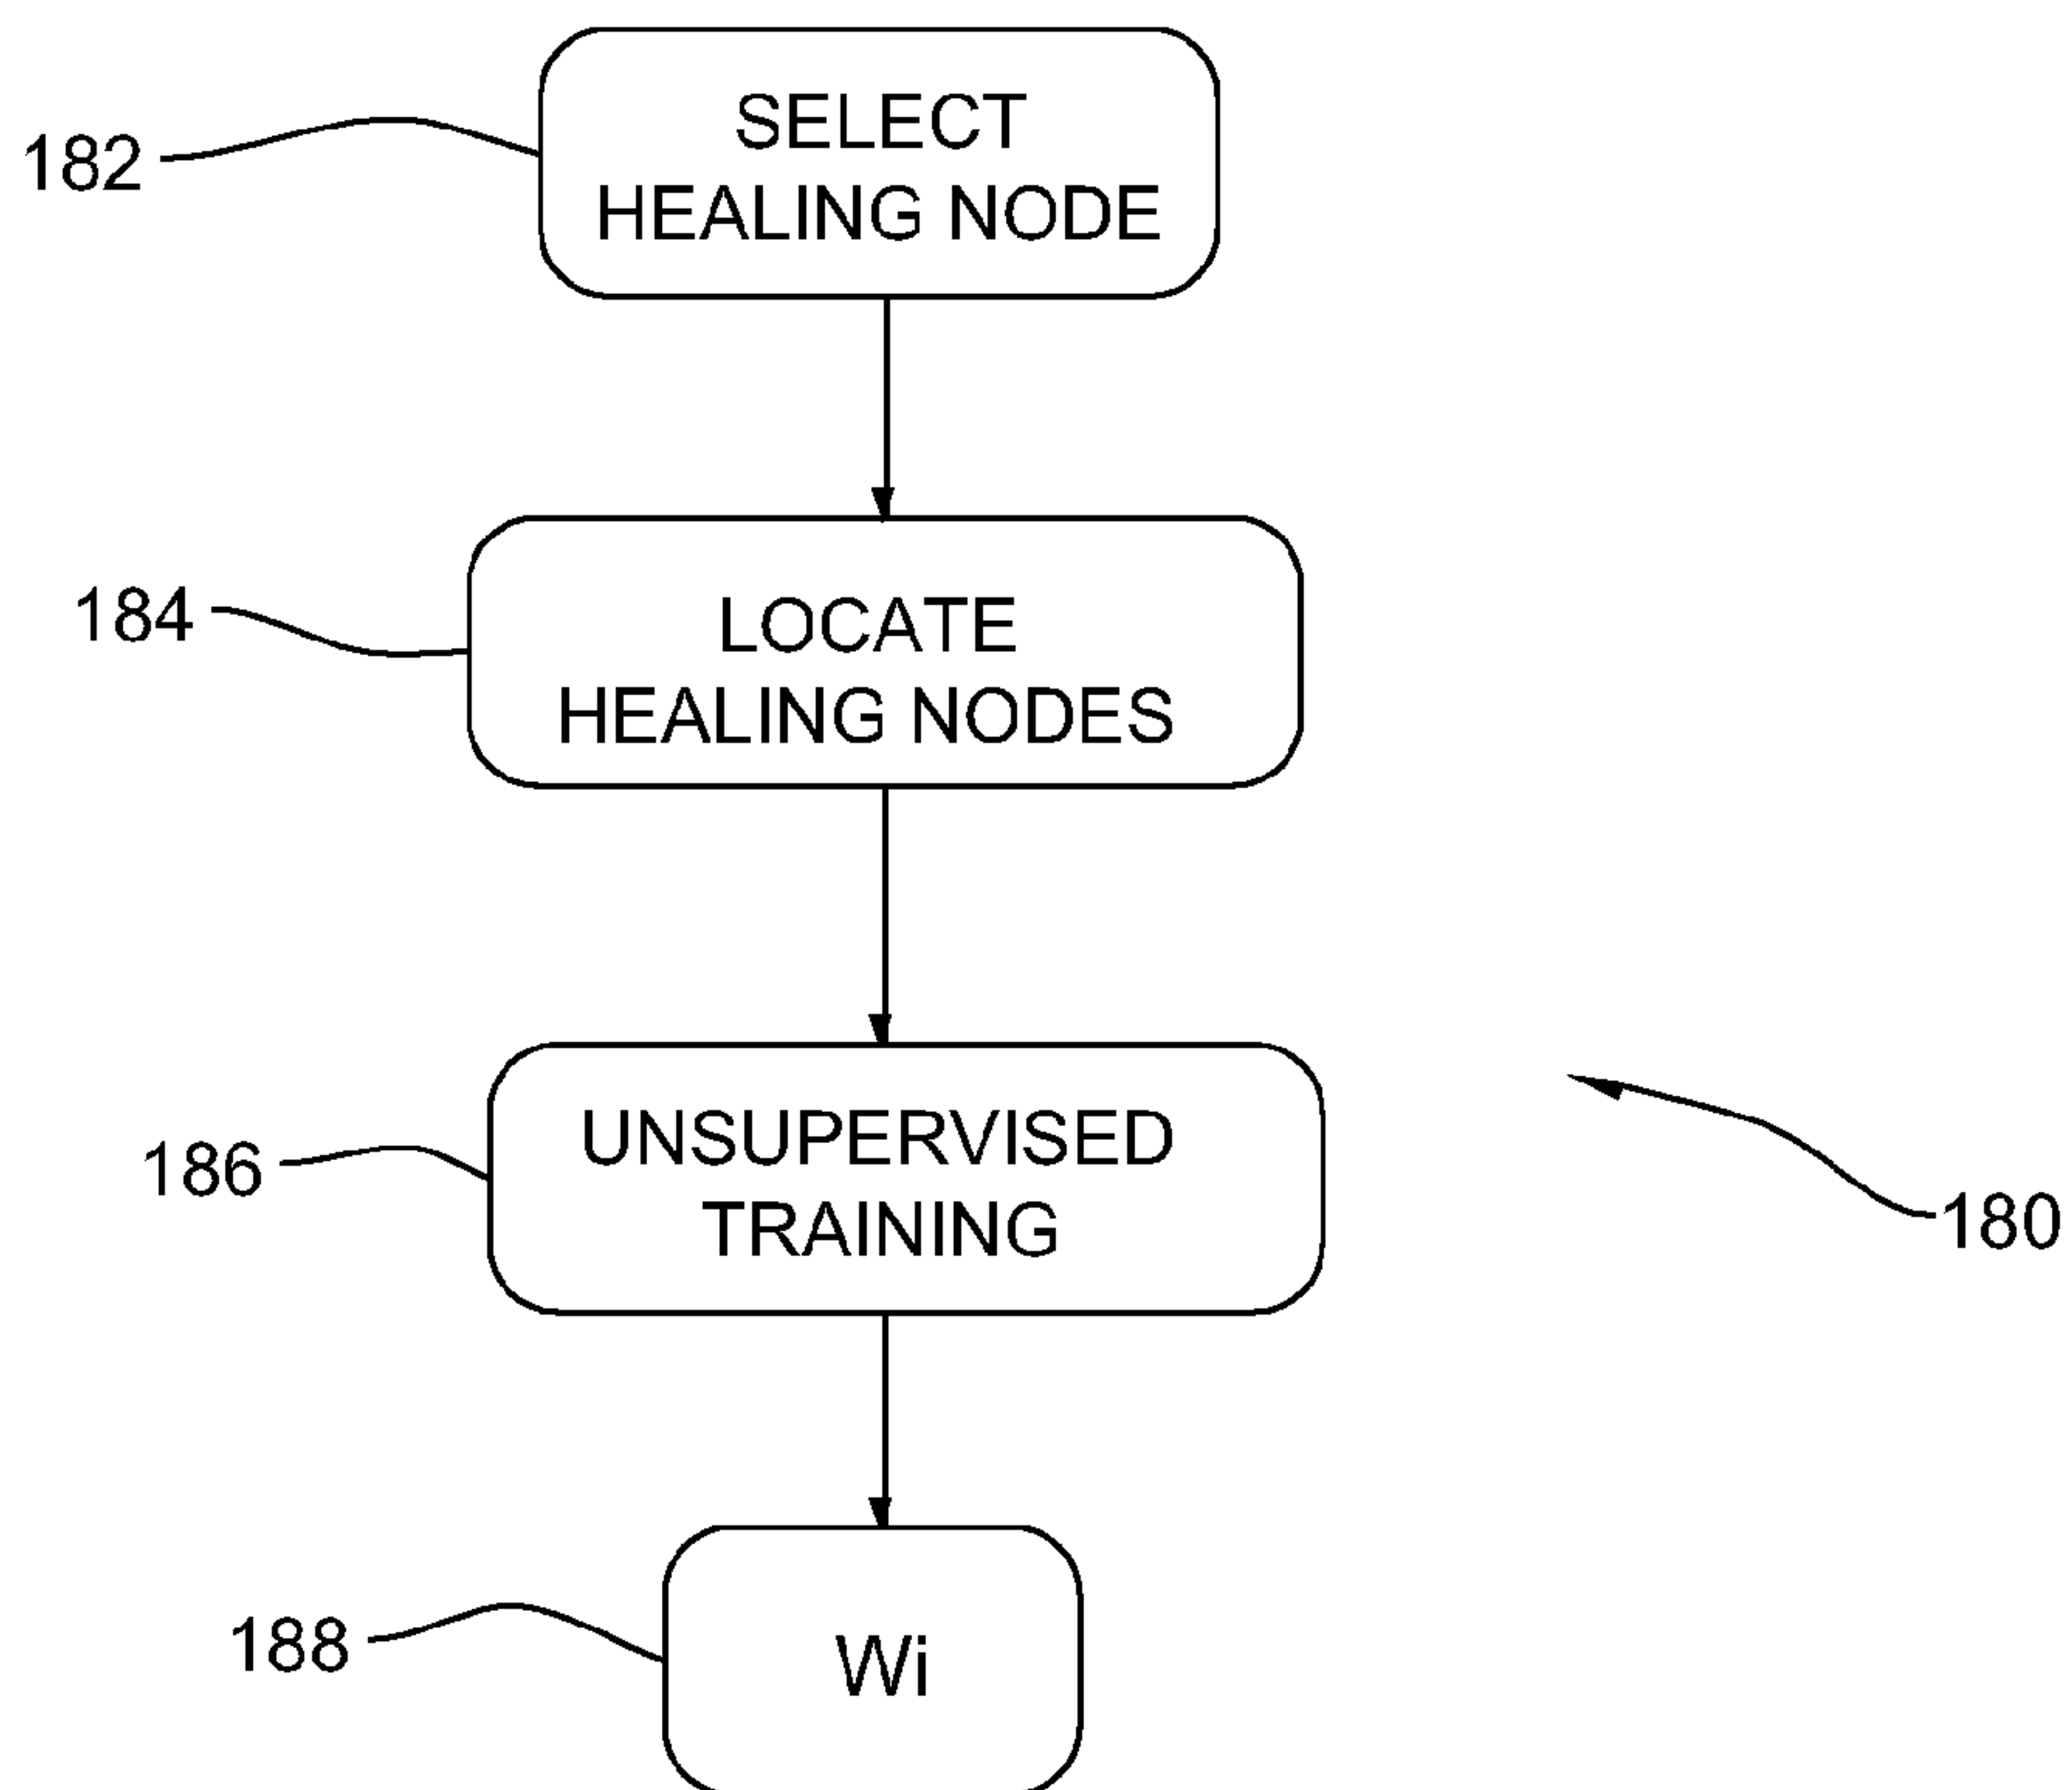 SELECT
HEALING NODE
182
LOCATE
HEALING NODES
184
UNSUPERVISED
TRAINING
186
180
Wi
188